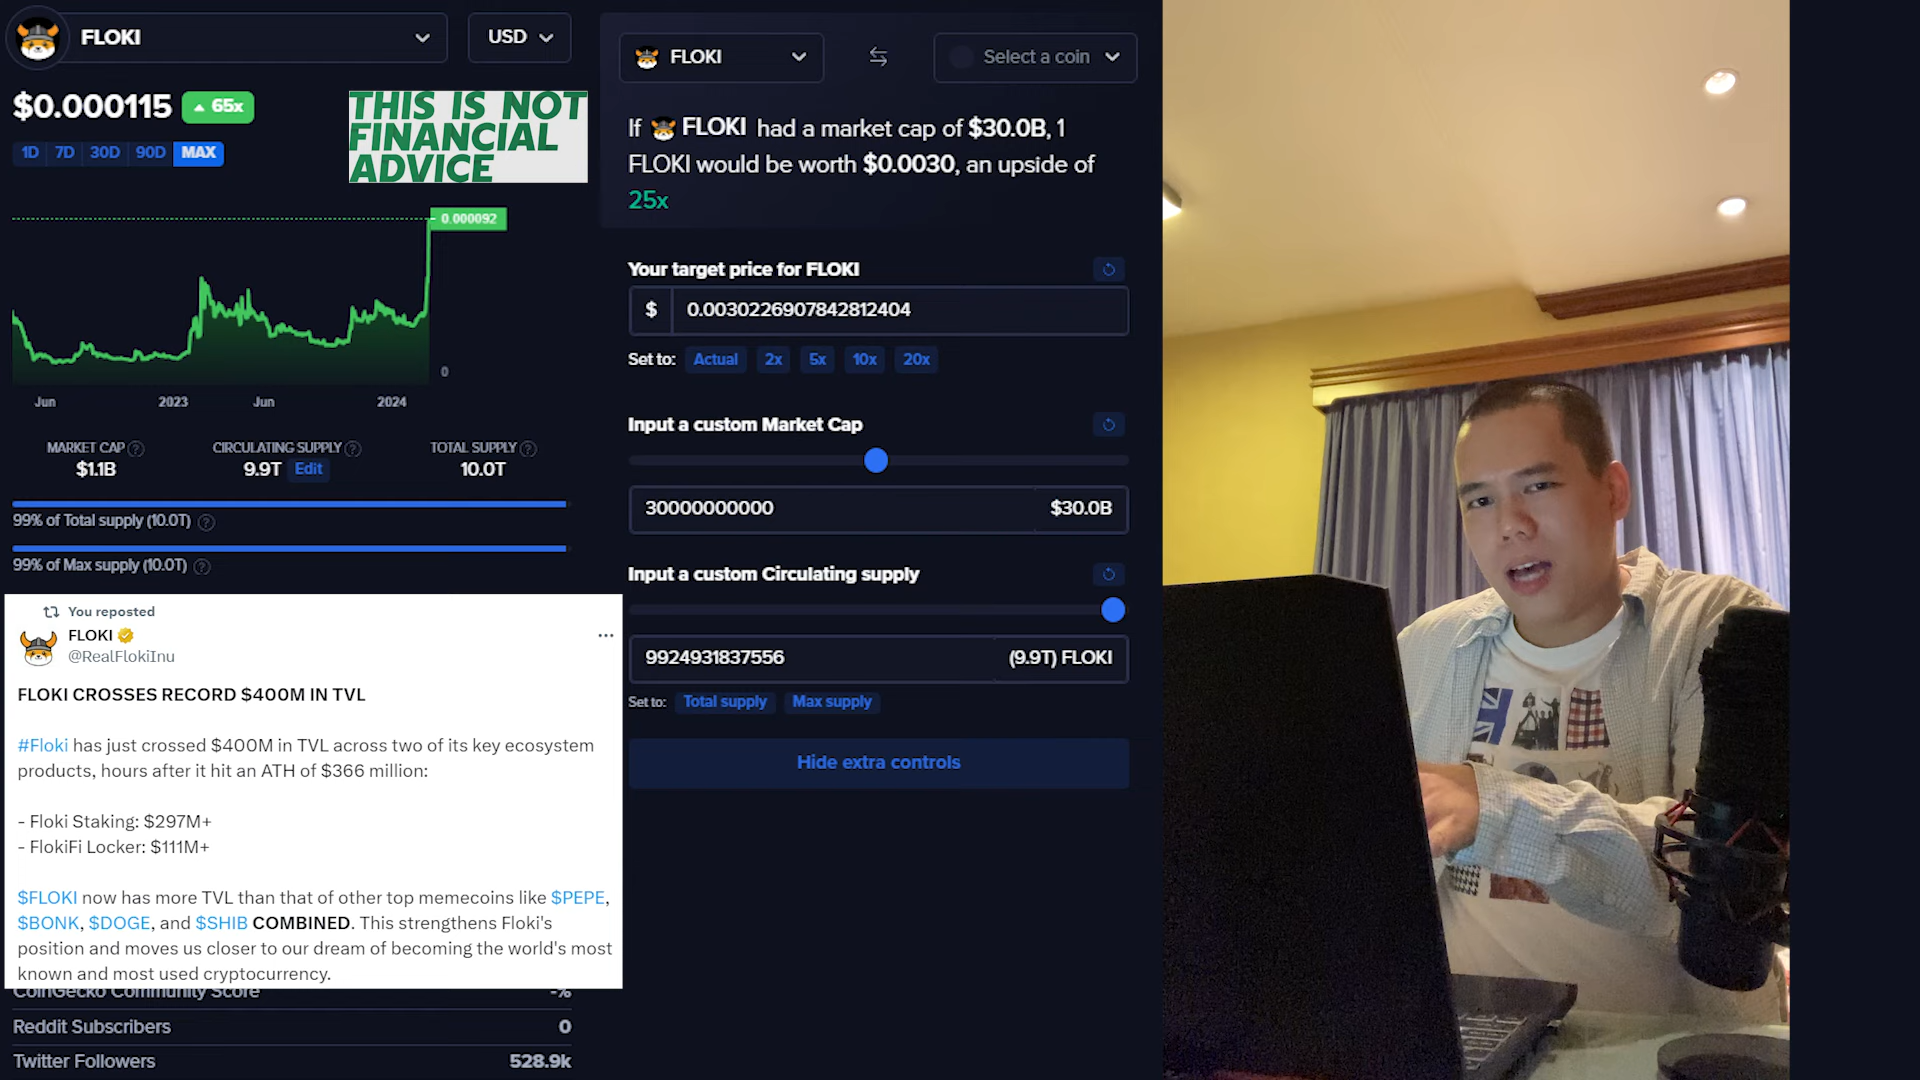 FLOKI
USD
$0.000115
65x
1D 7D 30D 90D MAX
THIS IS NOT
FINANCIAL
ADVICE
0.000092
0
Jun 2023 Jun 2024
MARKET CAP ? CIRCULATING SUPPLY ? TOTAL SUPPLY ?
$1.1B 9.9T Edit 10.0T
99% of Total supply (10.0T) ?
99% of Max supply (10.0T) ?
You reposted
FLOKI
@RealFlokiInu
FLOKI CROSSES RECORD $400M IN TVL
#Floki has just crossed $400M in TVL across two of its key ecosystem
products, hours after it hit an ATH of $366 million:
- Floki Staking: $297M+
- FlokiFi Locker: $111M+
$FLOKI now has more TVL than that of other top memecoins like $PEPE,
$BONK, $DOGE, and $SHIB COMBINED. This strengthens Floki's
position and moves us closer to our dream of becoming the world's most
known and most used cryptocurrency.
CoinGecko Community Score -%
Reddit Subscribers 0
Twitter Followers 528.9k
FLOKI
Select a coin
If FLOKI had a market cap of $30.0B, 1
FLOKI would be worth $0.0030, an upside of
25x
Your target price for FLOKI
$ 0.0030226907842812404
Set to: Actual 2x 5x 10x 20x
Input a custom Market Cap
30000000000 $30.0B
Input a custom Circulating supply
9924931837556 (9.9T) FLOKI
Set to: Total supply Max supply
Hide extra controls